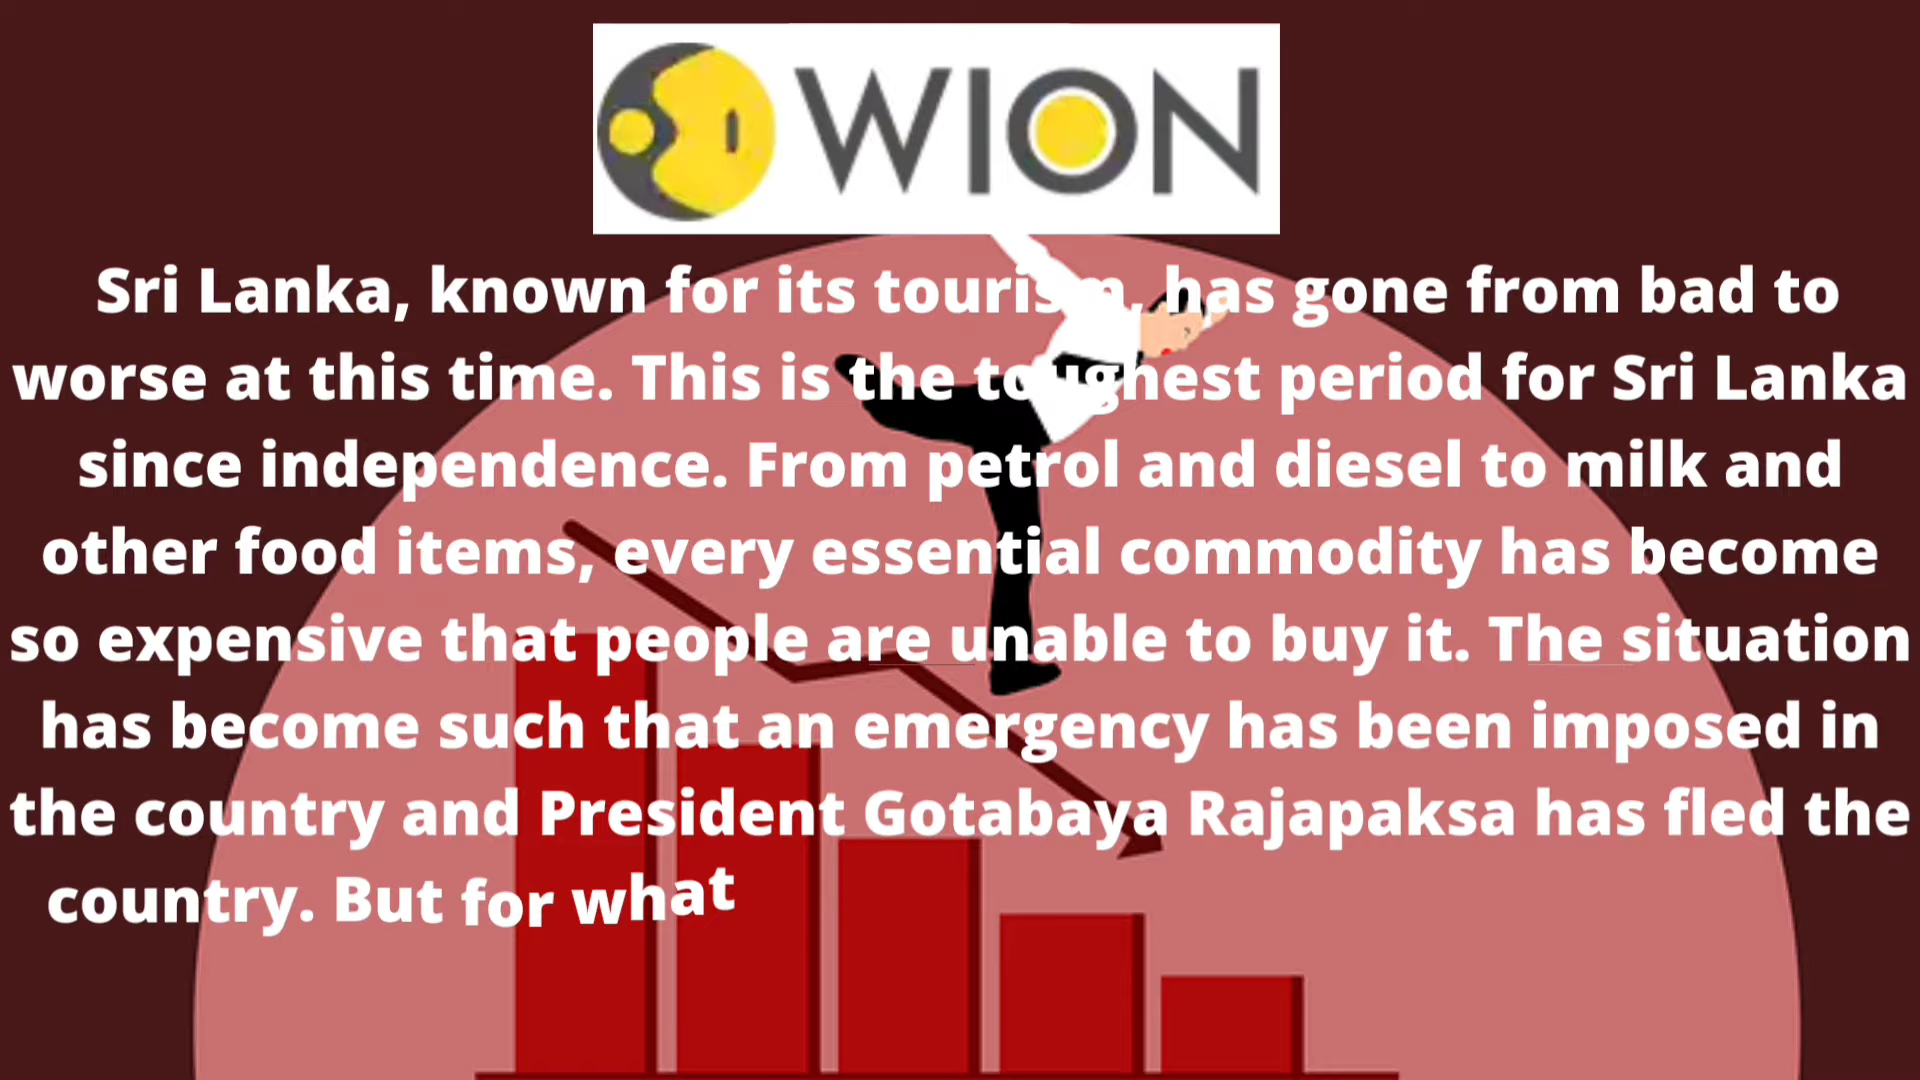 WION
Sri Lanka, known for its tourism, has gone from bad to
worse at this time. This is the toughest period for Sri Lanka
since independence. From petrol and diesel to milk and
other food items, every essential commodity has become
so expensive that people are unable to buy it. The situation
has become such that an emergency has been imposed in
the country and President Gotabaya Rajapaksa has fled the
country. But for what